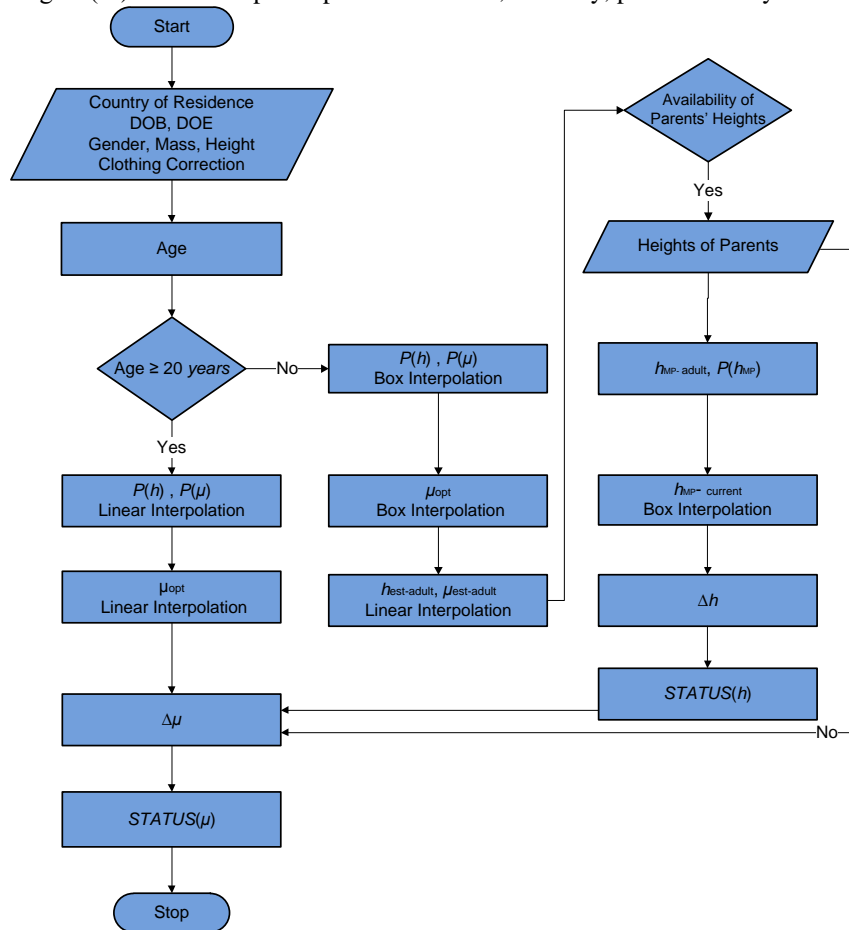 Start
Country of Residence
DOB, DOE
Gender, Mass, Height
Clothing Correction
Age
Age ≥ 20 years
No
Yes
P(h) , P(µ)
Linear Interpolation
µopt
Linear Interpolation
P(h) , P(µ)
Box Interpolation
µopt
Box Interpolation
hest-adult, µest-adult
Linear Interpolation
Availability of
Parents' Heights
Yes
Heights of Parents
hMP- adult, P(hMP)
hMP- current
Box Interpolation
Δh
STATUS(h)
No
Δµ
STATUS(µ)
Stop